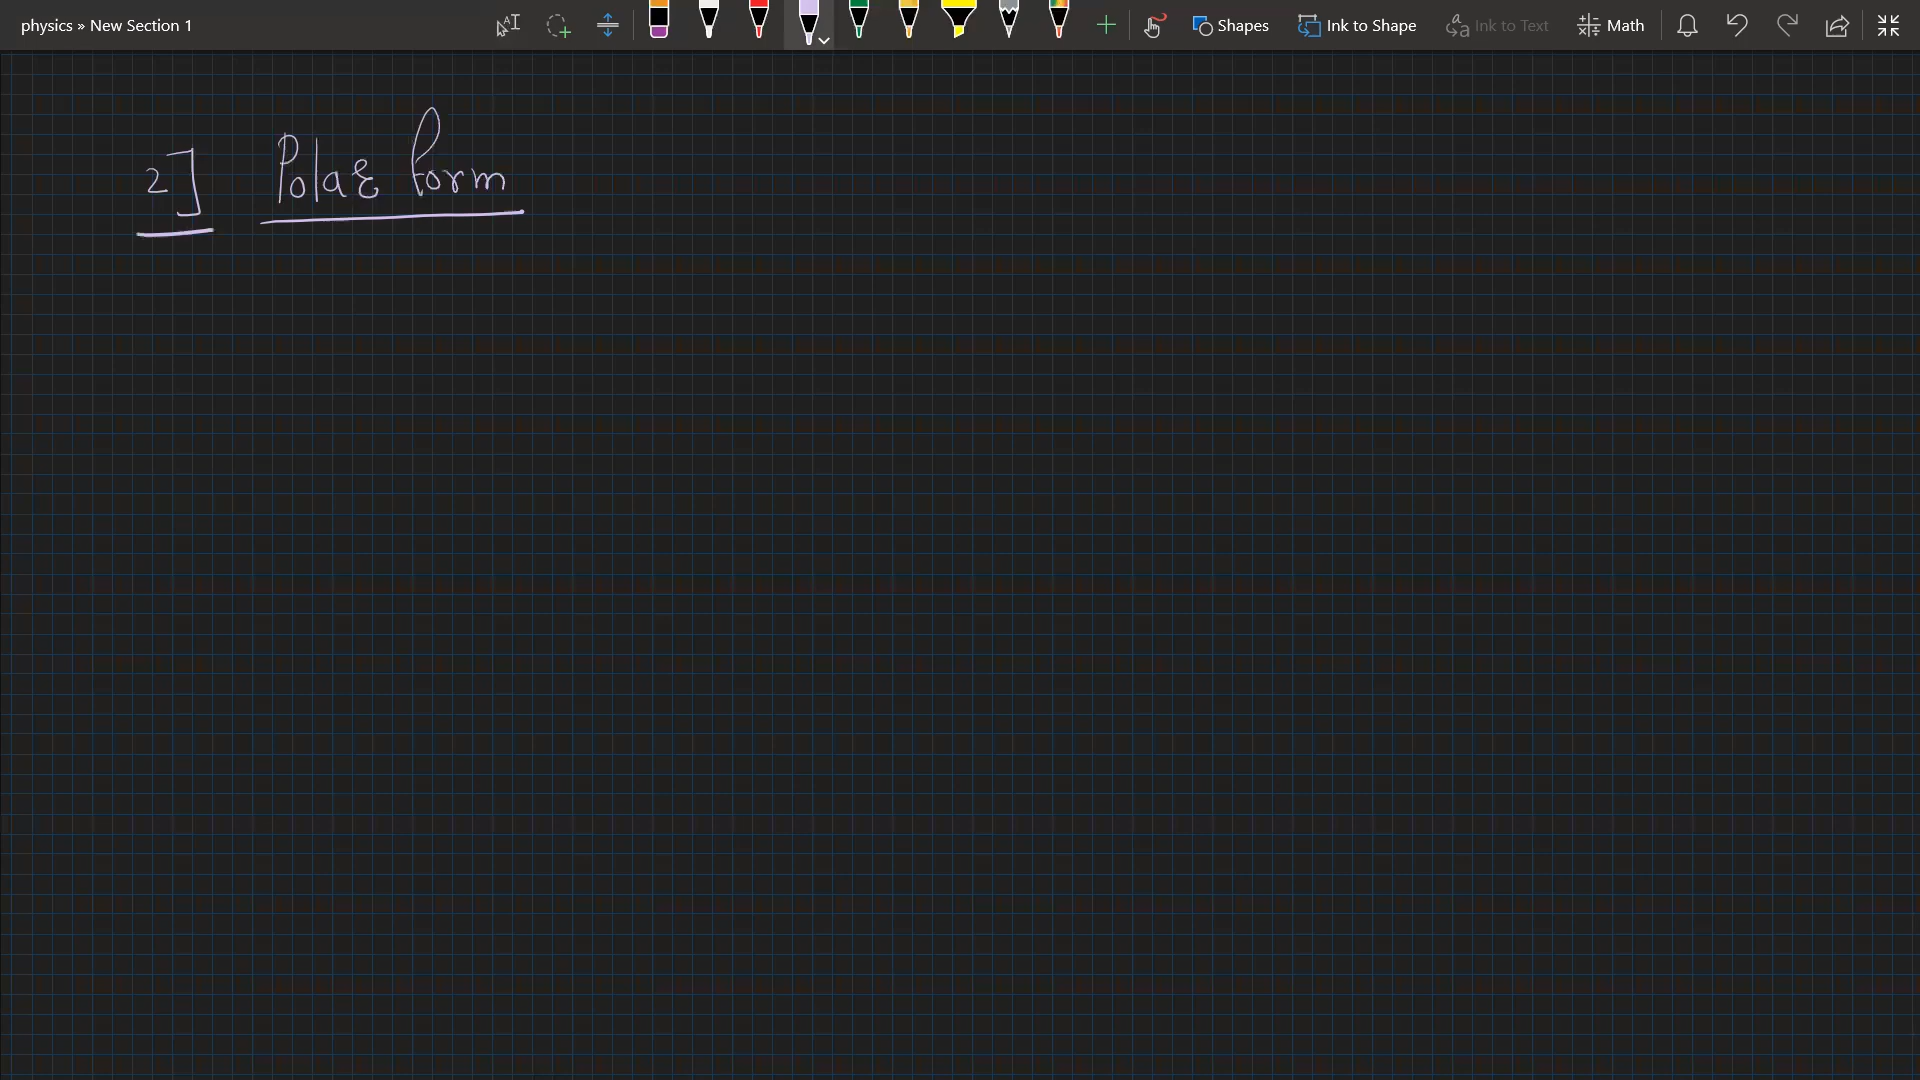 physics » New Section 1
Shapes
Ink to Shape
Ink to Text
Math
2] Polar form